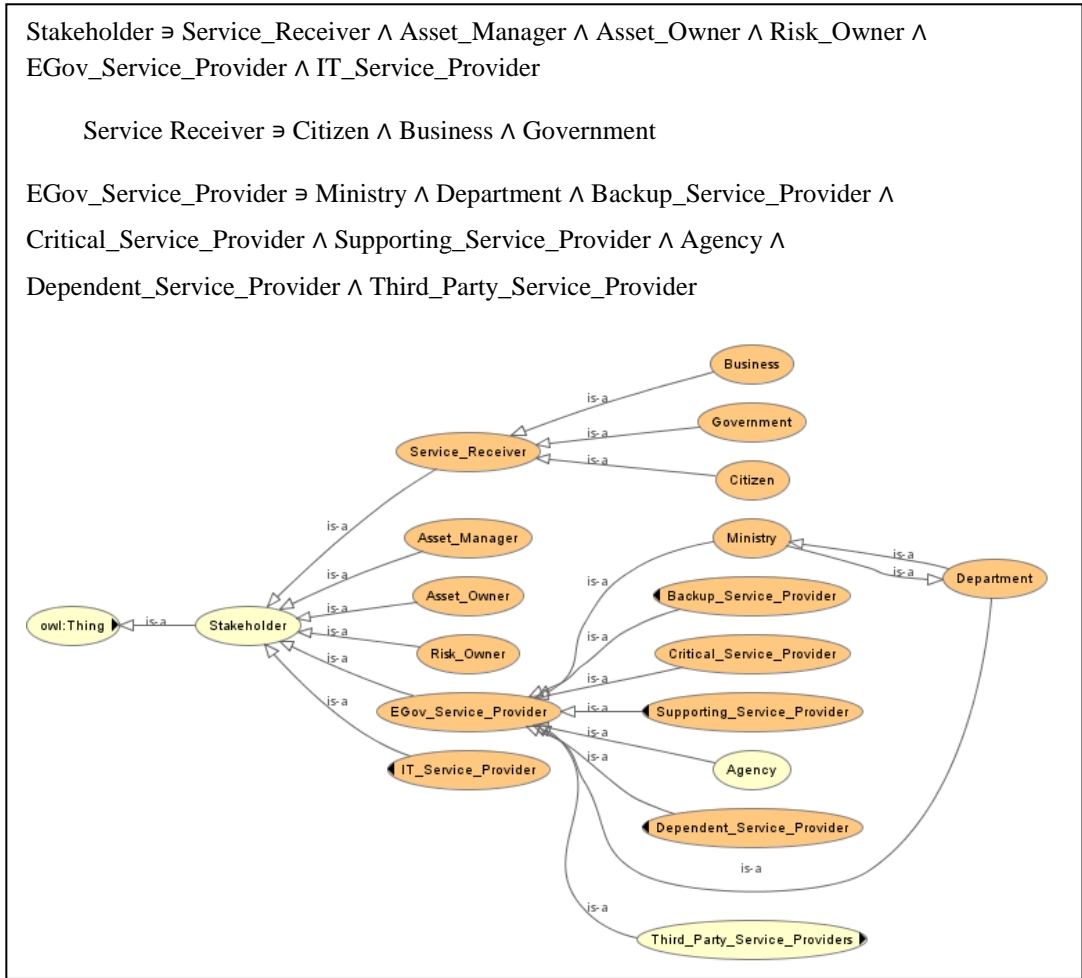 Stakeholder ∍ Service_Receiver ∧ Asset_Manager ∧ Asset_Owner ∧ Risk_Owner ∧
EGov_Service_Provider ∧ IT_Service_Provider
Service Receiver ∍ Citizen ∧ Business ∧ Government
EGov_Service_Provider ∍ Ministry ∧ Department ∧ Backup_Service_Provider ∧
Critical_Service_Provider ∧ Supporting_Service_Provider ∧ Agency ∧
Dependent_Service_Provider ∧ Third_Party_Service_Provider
Business
is-a
Government
is-a
Service_Receiver
is-a
Citizen
is-a
Asset_Manager
Ministry
is-a
is-a
Department
is-a
is-a
Asset_Owner
Backup_Service_Provider
is-a
owl:Thing
is-a
Stakeholder
is-a
is-a
Risk_Owner
Critical_Service_Provider
is-a
is-a
EGov_Service_Provider
is-a
Supporting_Service_Provider
is-a
is-a
IT_Service_Provider
is-a
Agency
Dependent_Service_Provider
is-a
is-a
Third_Party_Service_Providers